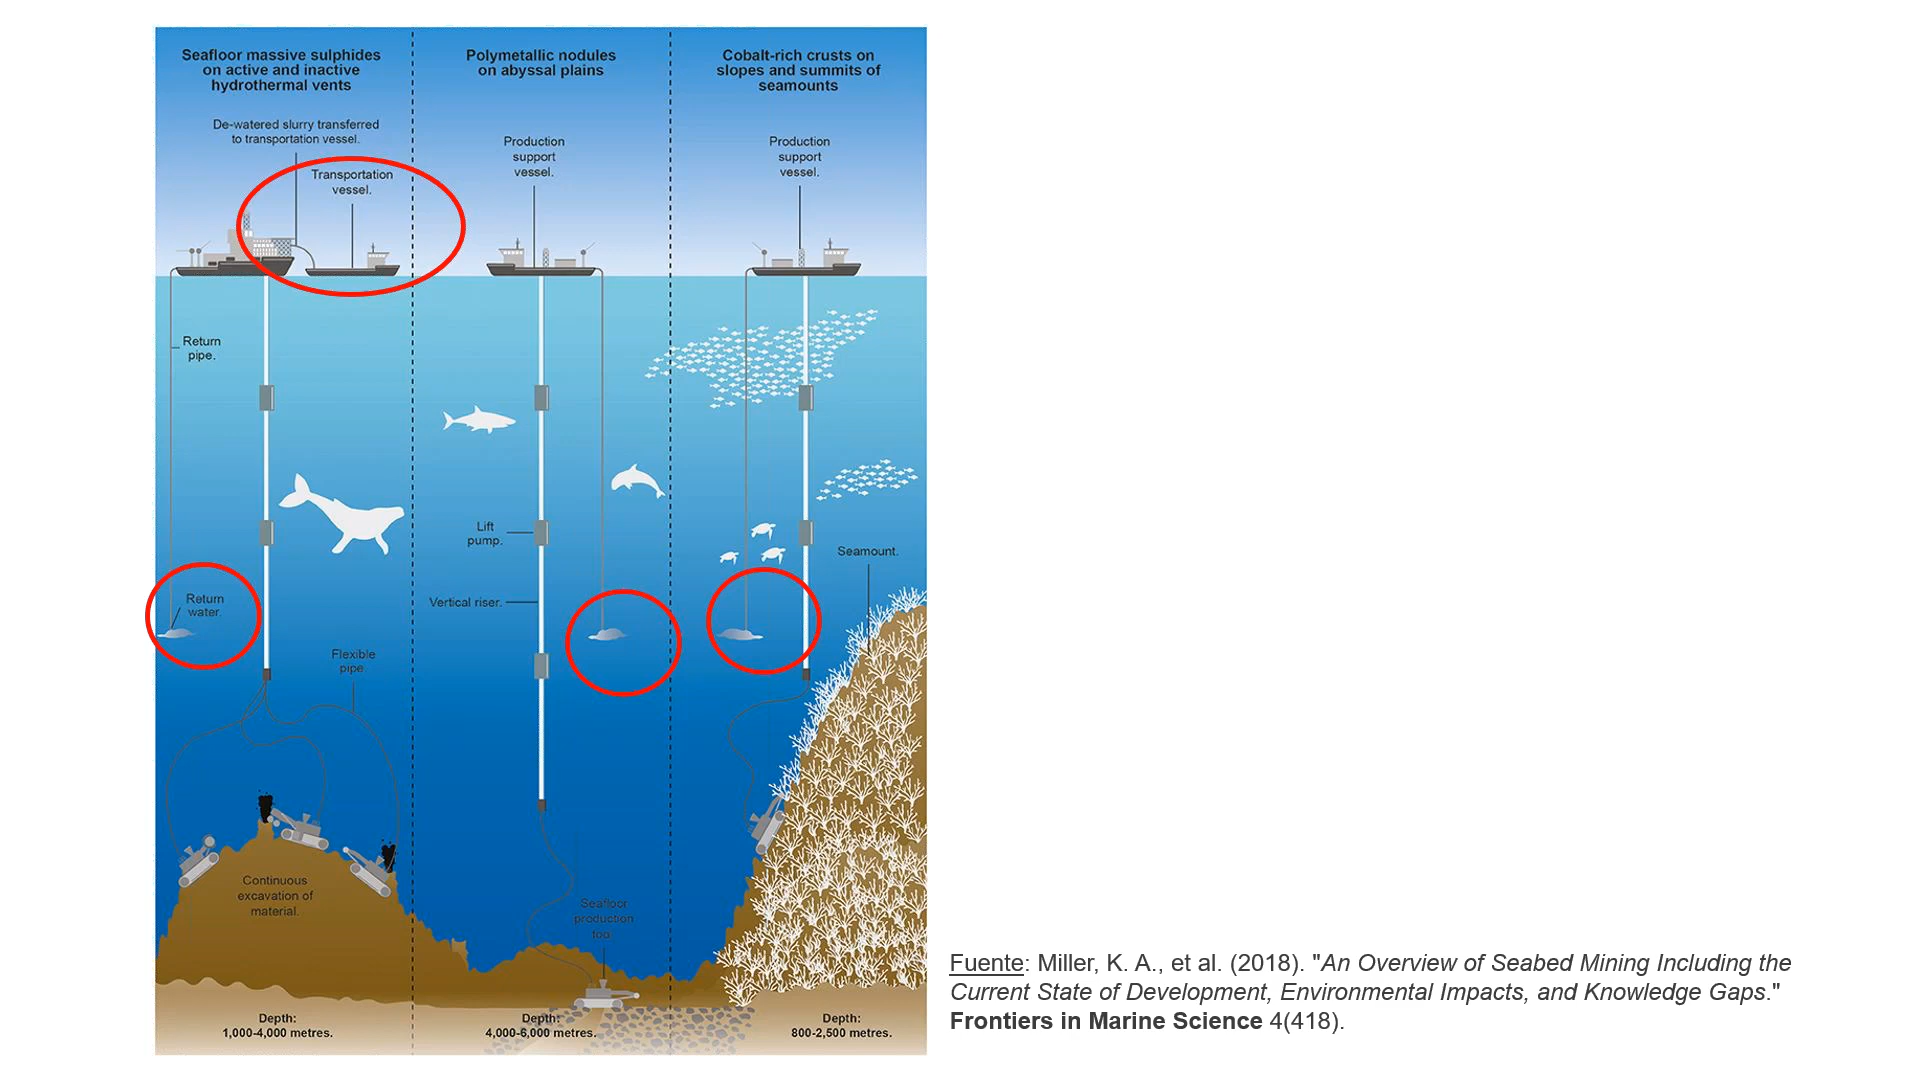 Seafloor massive sulphides
on active and inactive
hydrothermal vents
Polymetallic nodules
on abyssal plains
Cobalt-rich crusts on
slopes and summits of
seamounts
De-watered slurry transferred
to transportation vessel.
Transportation
vessel.
Production
support
vessel.
Production
support
vessel.
Return
pipe.
Lift
pump.
Seamount.
Return
water.
Vertical riser.
Flexible
pipe
Continuous
excavation of
material.
Seafloor
production
too
Depth:
1,000-4,000 metres.
Depth:
4,000-6,000 metres.
Depth:
800-2,500 metres.
Fuente: Miller, K. A., et al. (2018). "An Overview of Seabed Mining Including the
Current State of Development, Environmental Impacts, and Knowledge Gaps."
Frontiers in Marine Science 4(418).